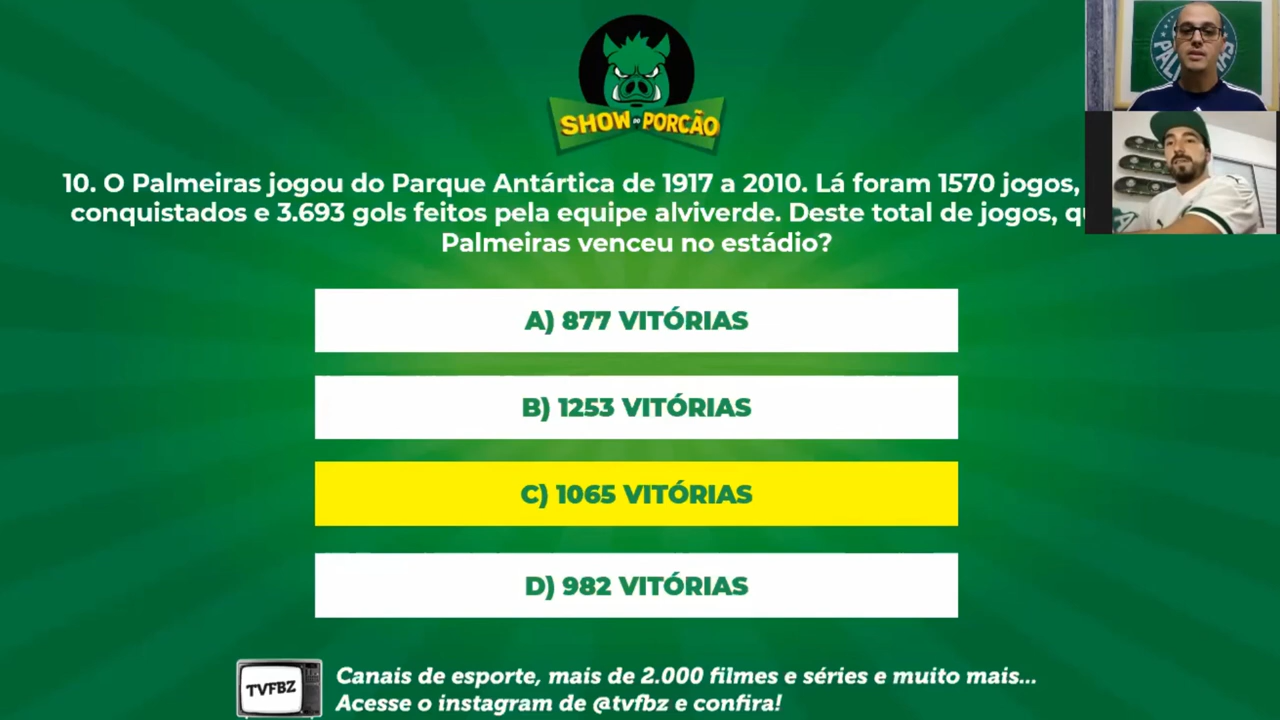 SHOW DO PORCÃO
10. O Palmeiras jogou do Parque Antártica de 1917 a 2010. Lá foram 1570 jogos,
conquistados e 3.693 gols feitos pela equipe alviverde. Deste total de jogos,
Palmeiras venceu no estádio?
A) 877 VITÓRIAS
B) 1253 VITÓRIAS
C) 1065 VITÓRIAS
D) 982 VITÓRIAS
TVFBZ
Canais de esporte, mais de 2.000 filmes e séries e muito mais...
Acesse o instagram de @tvfbz e confira!